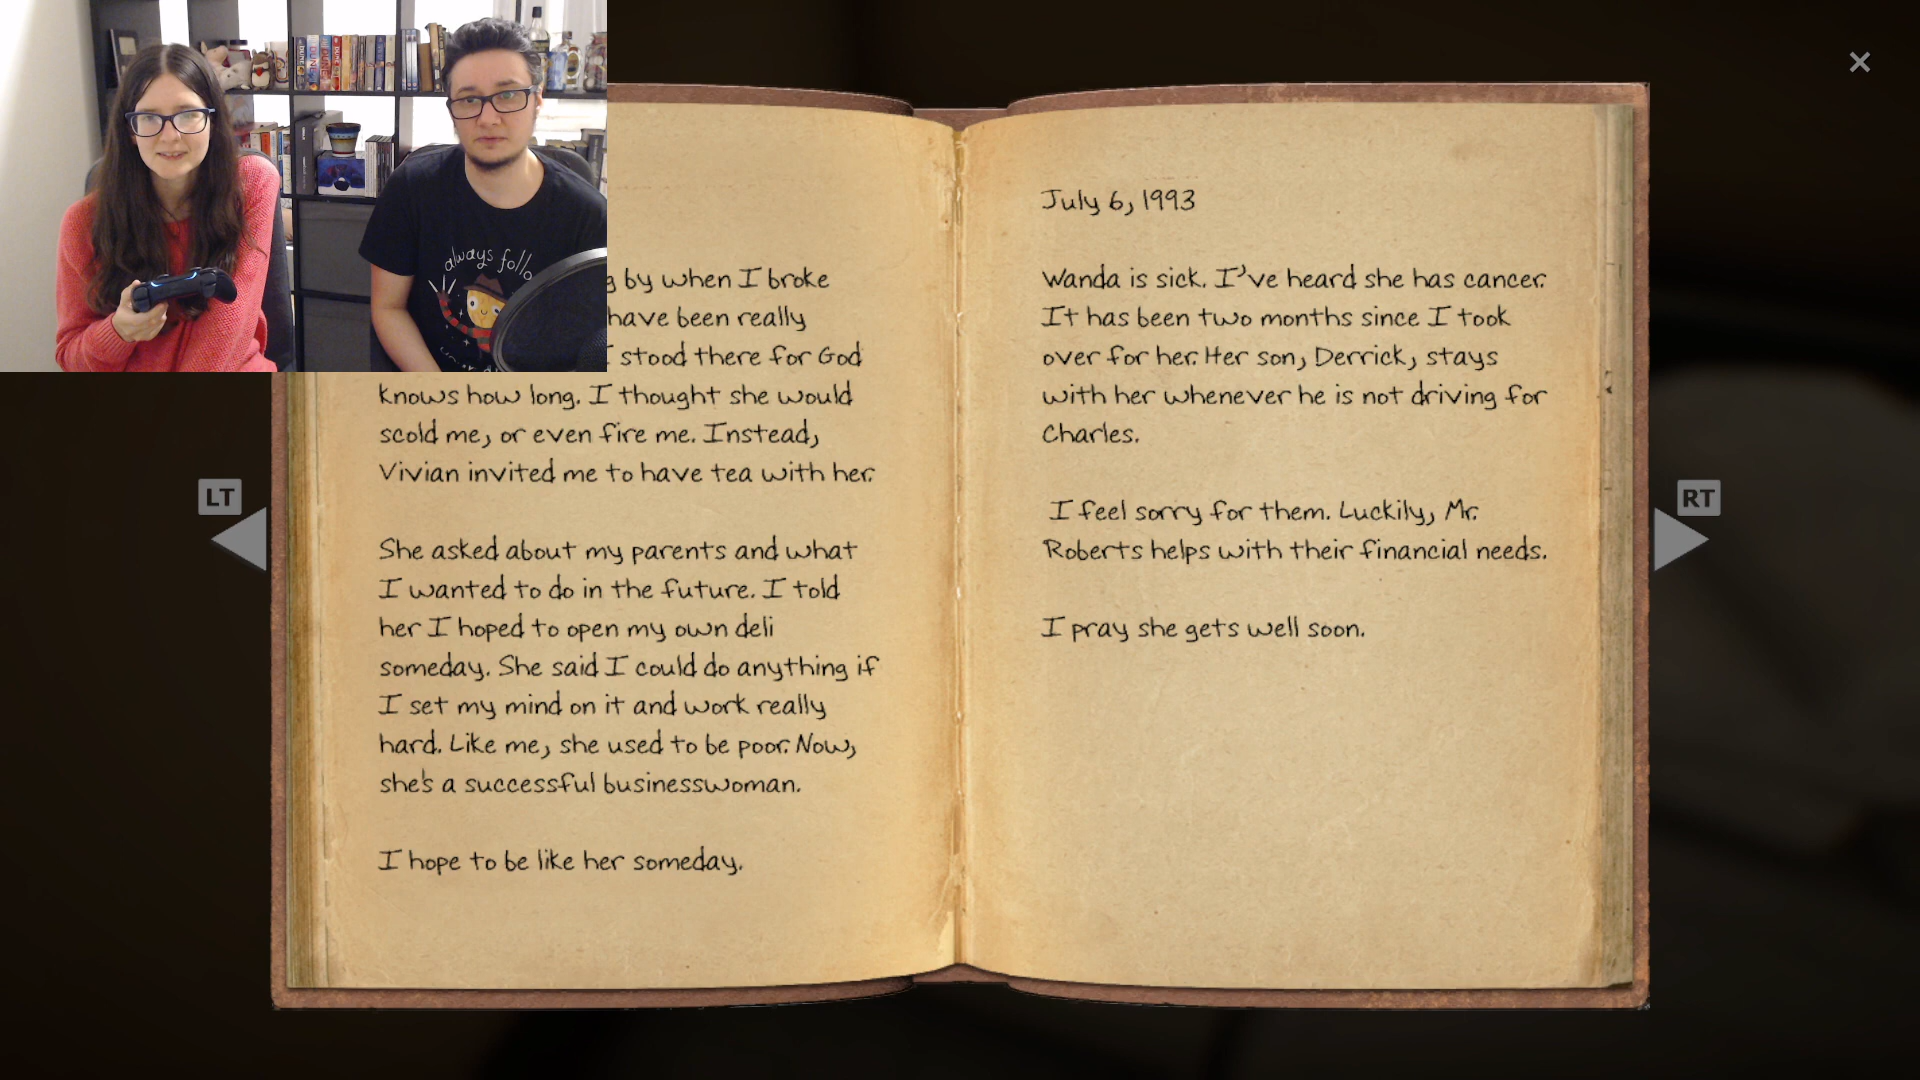 always follo
DUNE
DUNE
DUNE
by when I broke
have been really
I stood there for God
knows how long. I thought she would
scold me, or even fire me. Instead,
Vivian invited me to have tea with her.
She asked about my parents and what
I wanted to do in the future. I told
her I hoped to open my own deli
someday. She said I could do anything if
I set my mind on it and work really
hard. Like me, she used to be poor. Now,
she's a successful businesswoman.
I hope to be like her someday.
July 6, 1993
Wanda is sick. I've heard she has cancer.
It has been two months since I took
over for her. Her son, Derrick, stays
with her whenever he is not driving for
Charles.
I feel sorry for them. Luckily, Mr.
Roberts helps with their financial needs.
I pray she gets well soon.
LT
RT